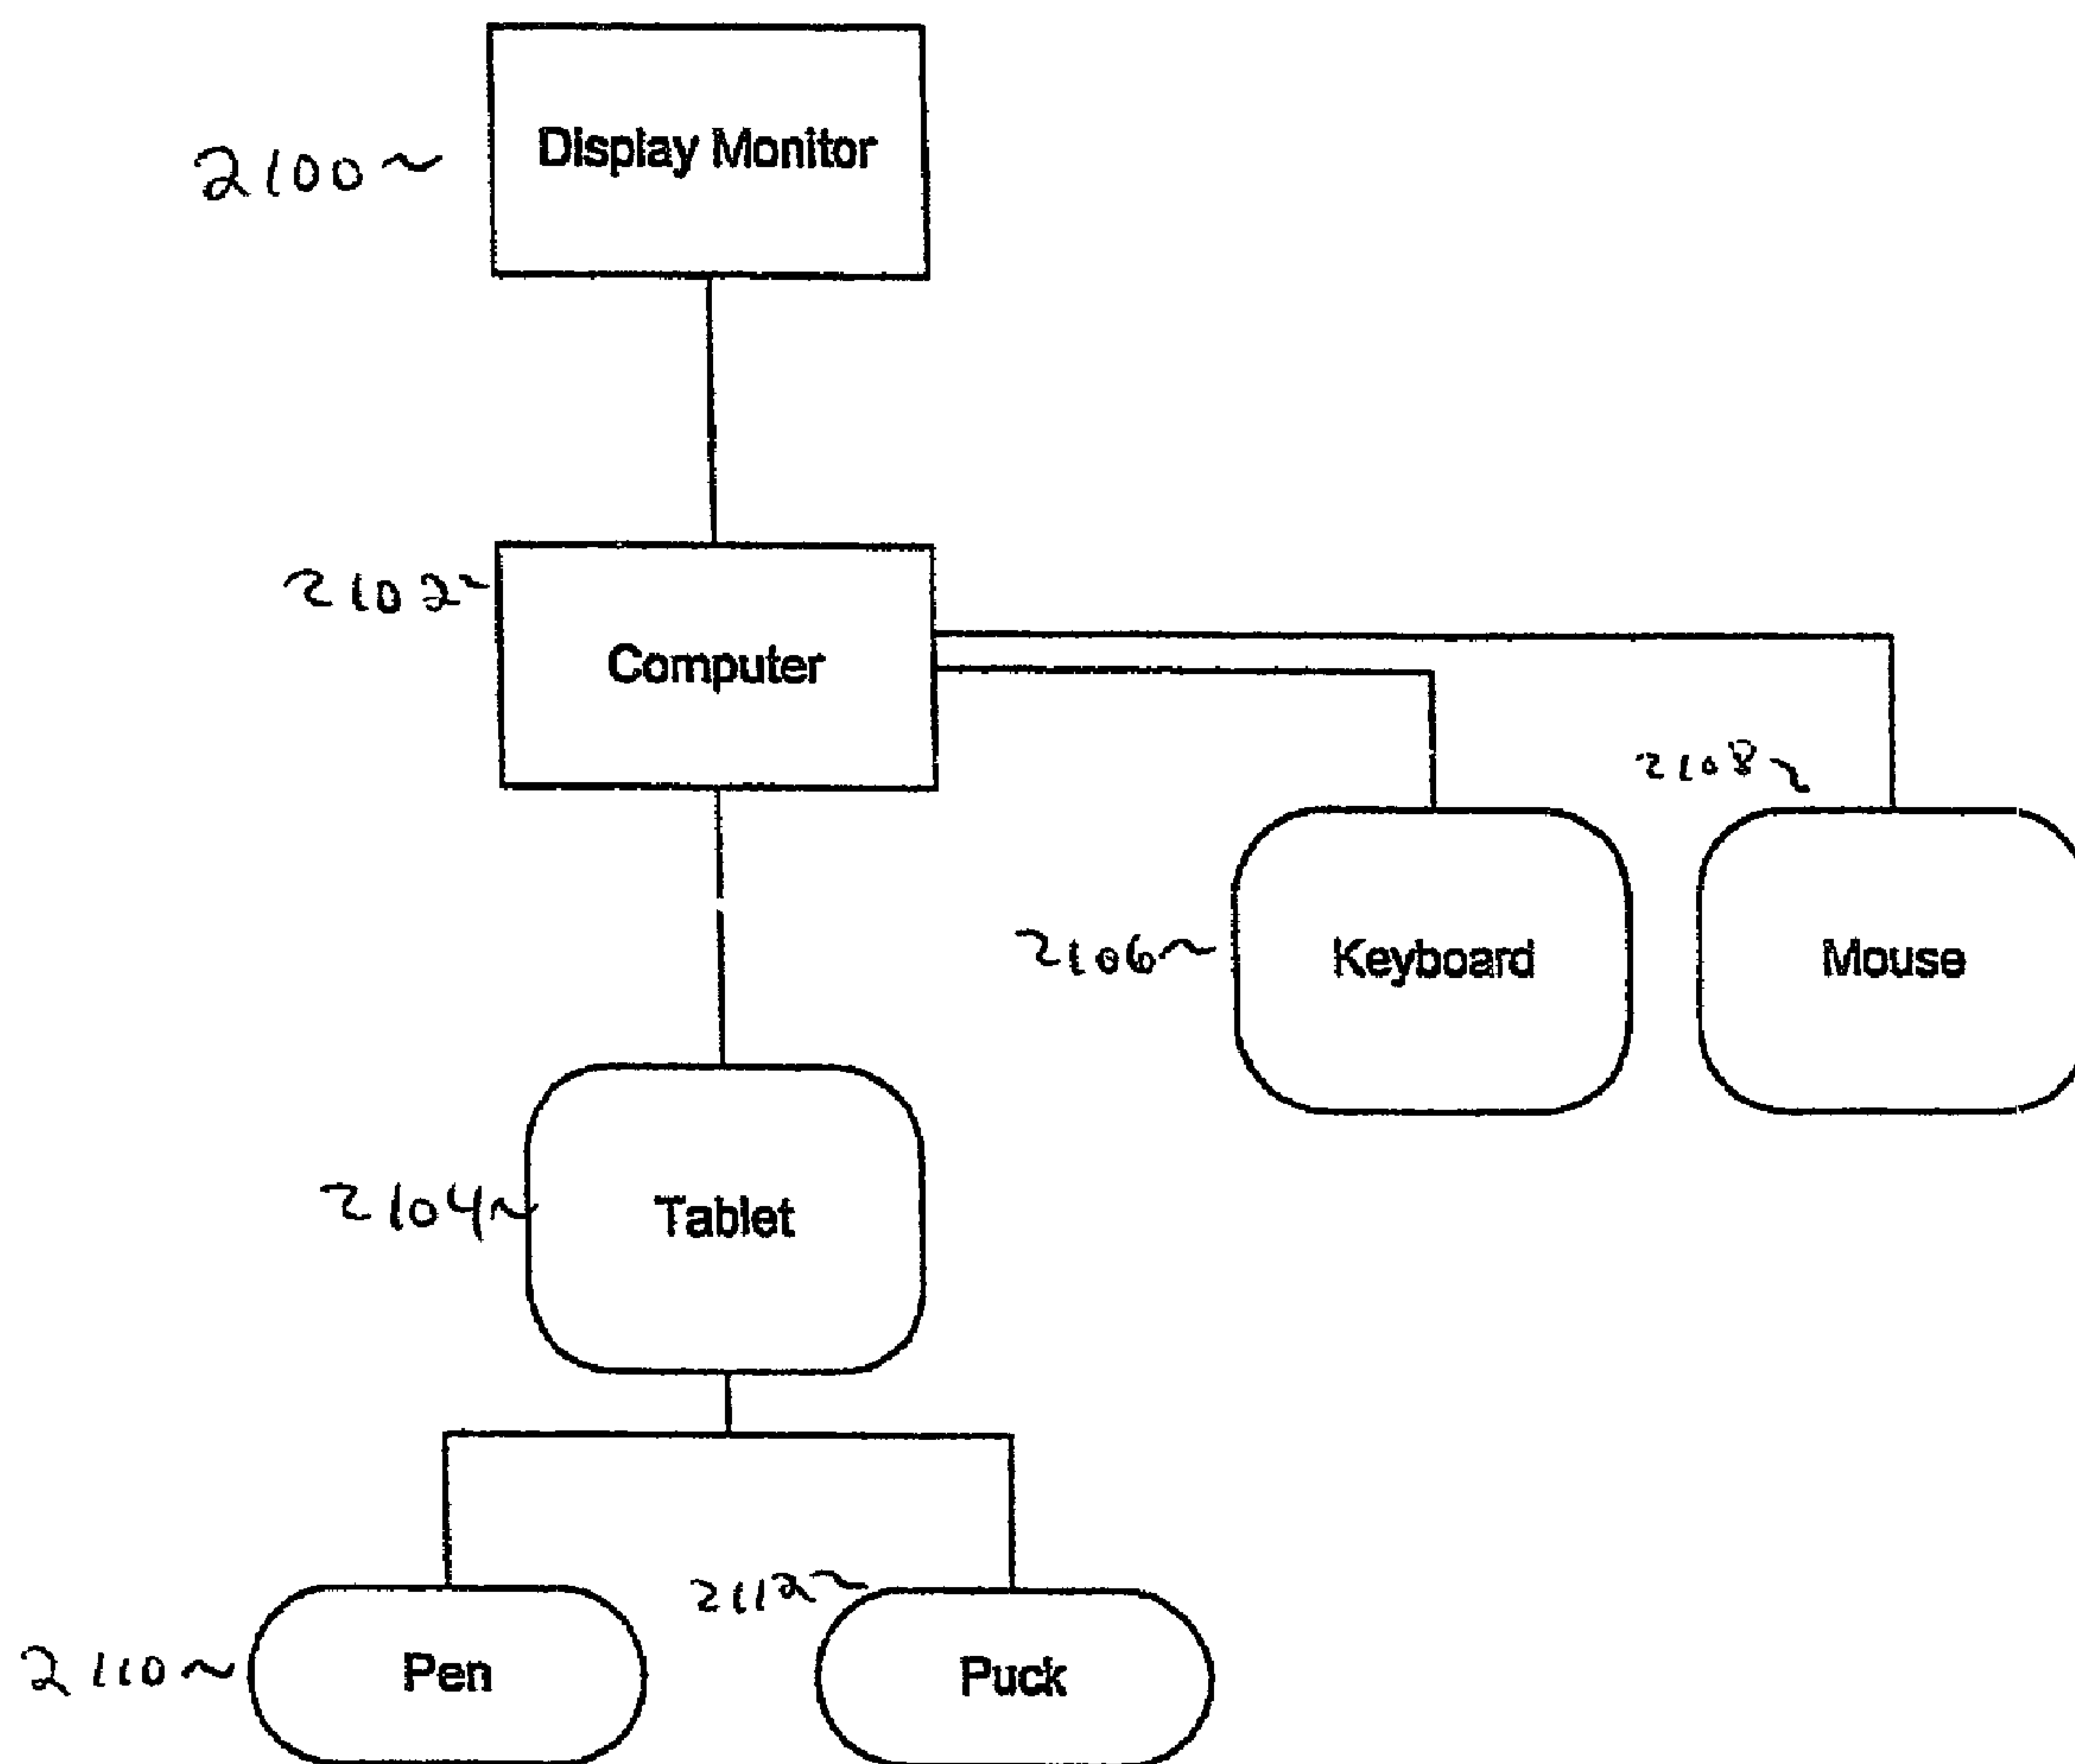 Display Monitor
2100
2102
Computer
2108
2106
Keyboard
Mouse
2104
Tablet
2112
2110
Pen
Puck